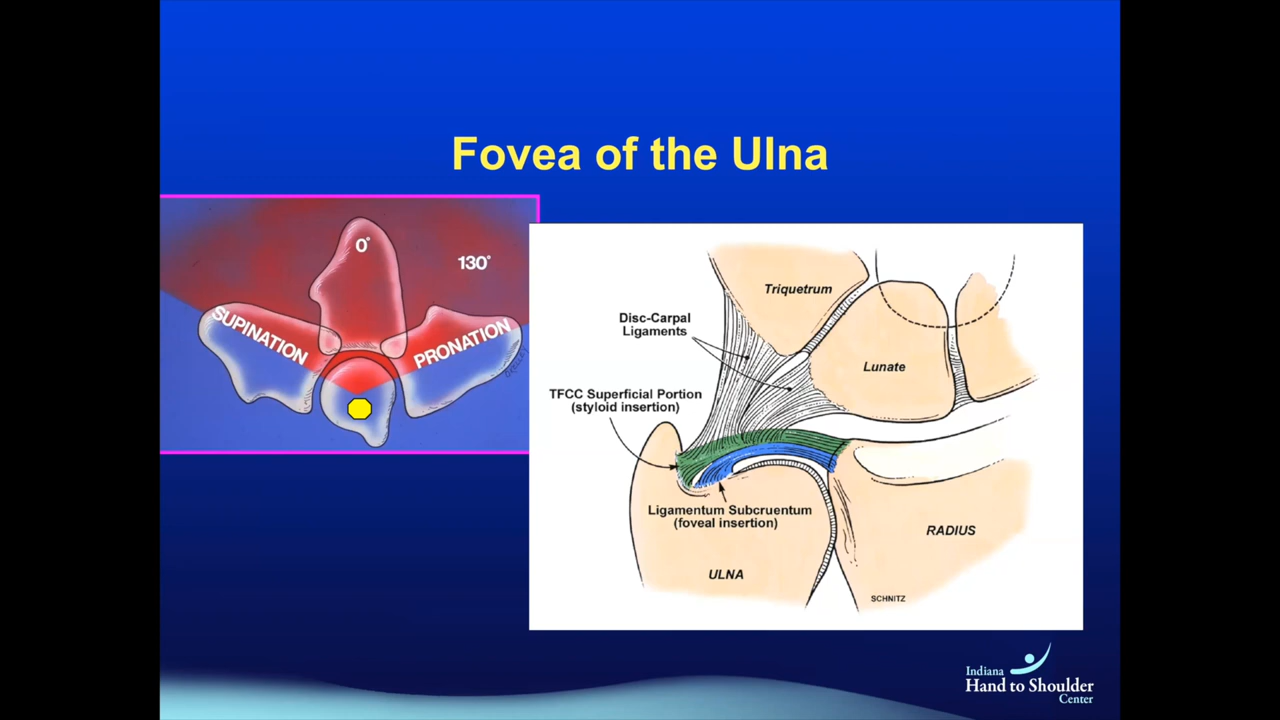 Fovea of the Ulna
0°
130°
SUPINATION
PRONATION
Triquetrum
Disc-Carpal
Ligaments
Lunate
TFCC Superficial Portion
(styloid insertion)
Ligamentum Subcruentum
(foveal insertion)
RADIUS
ULNA
SCHNITZ
Indiana
Hand to Shoulder
Center